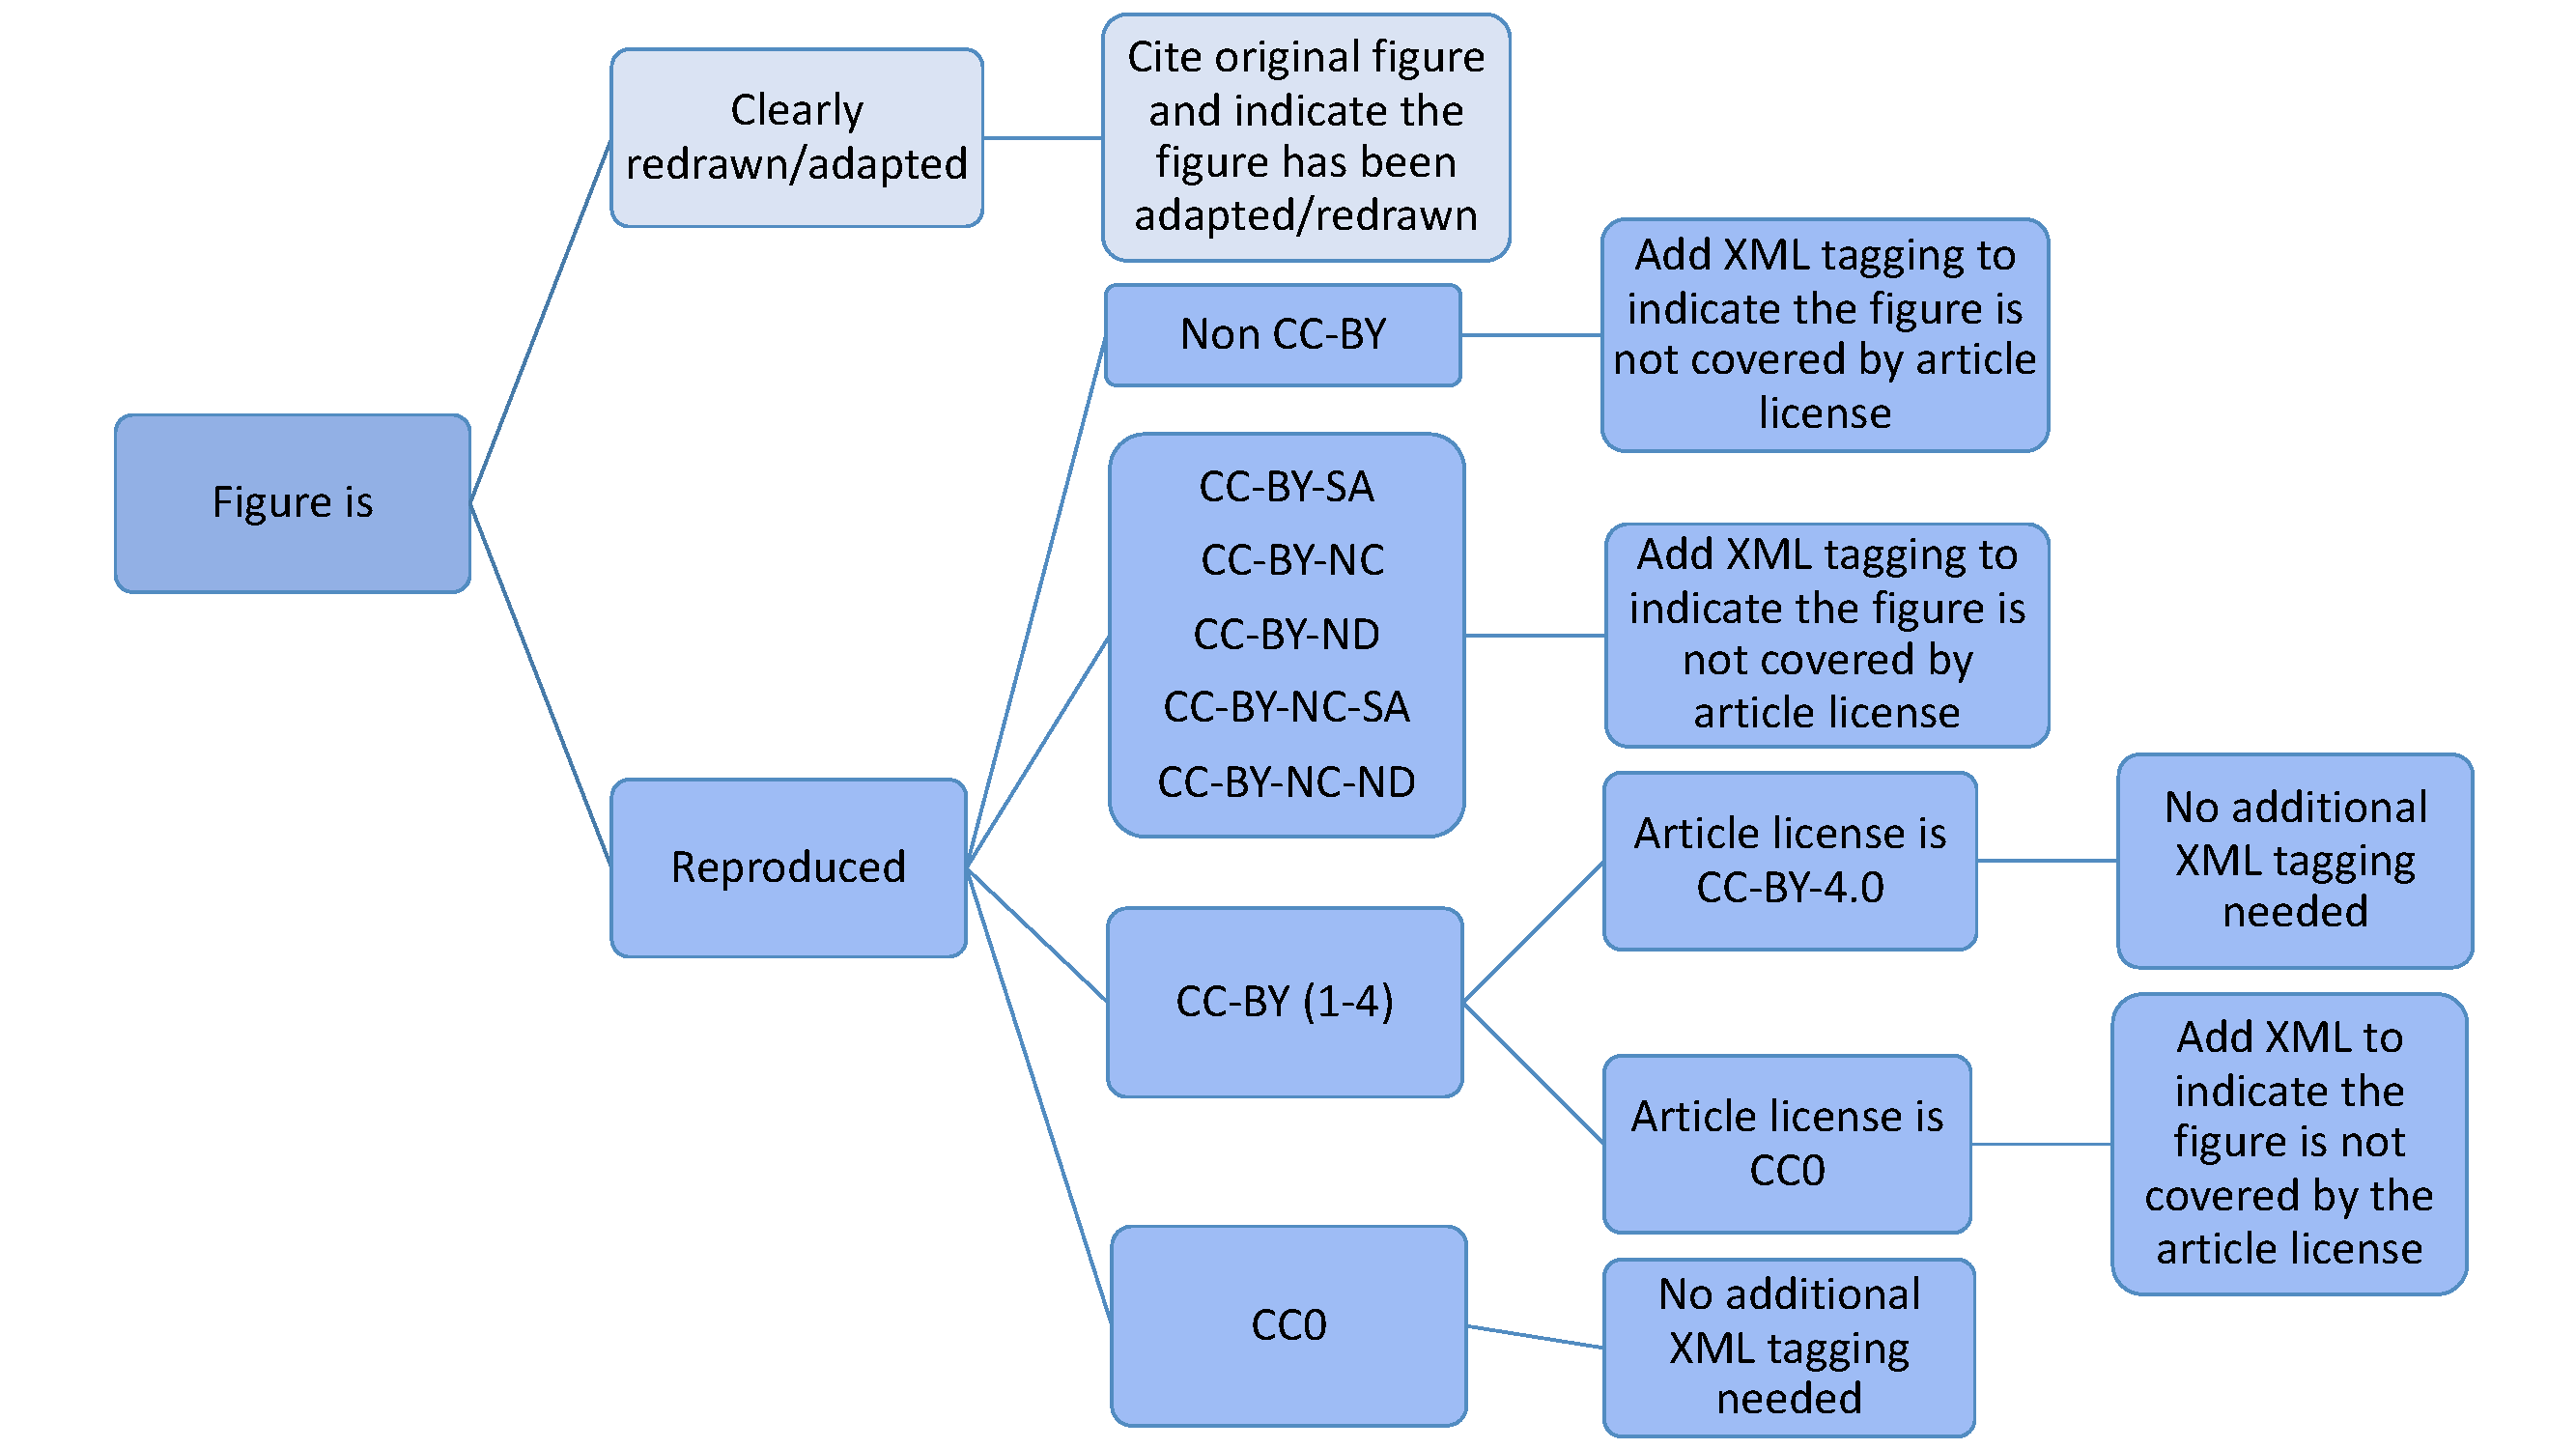 Figure is
Clearly
redrawn/adapted
Cite original figure
and indicate the
figure has been
adapted/redrawn
Reproduced
Non CC-BY
Add XML tagging to
indicate the figure is
not covered by article
license
CC-BY-SA
CC-BY-NC
CC-BY-ND
CC-BY-NC-SA
CC-BY-NC-ND
Add XML tagging to
indicate the figure is
not covered by
article license
CC-BY (1-4)
Article license is
CC-BY-4.0
No additional
XML tagging
needed
Article license is
CC0
Add XML to
indicate the
figure is not
covered by the
article license
CC0
No additional
XML tagging
needed